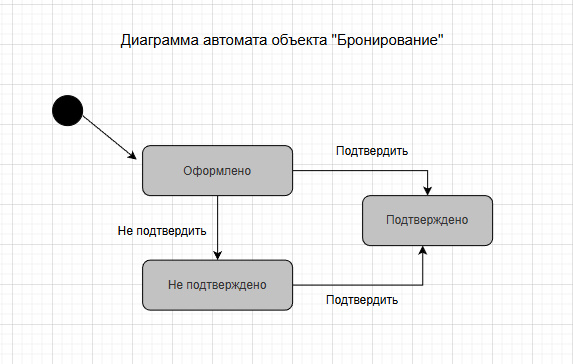 Диаграмма автомата объекта "Бронирование"
Оформлено
Подтвердить
Подтверждено
Не подтвердить
Не подтверждено
Подтвердить